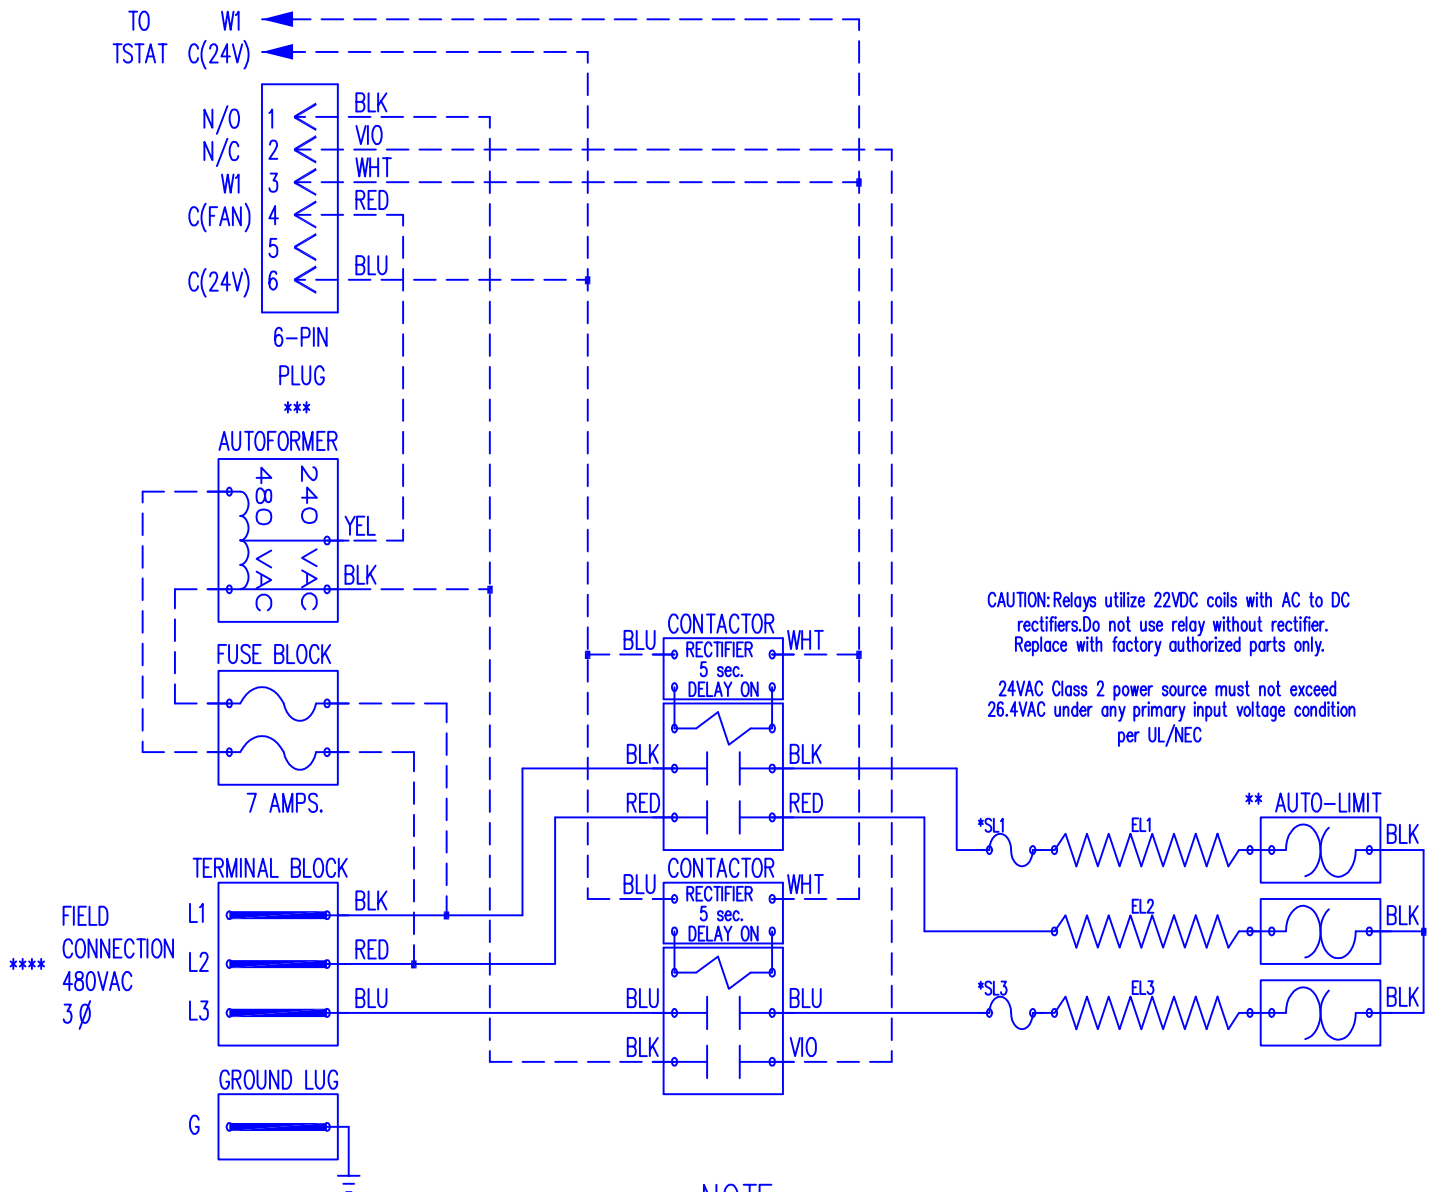 TO W1
TSTAT C(24V)
N/O 1 BLK
N/C 2 VIO
W1 3 WHT
C(FAN) 4 RED
5
C(24V) 6 BLU
6-PIN
PLUG
***
AUTOFORMER
480 VAC
240 VAC
YEL
BLK
FUSE BLOCK
7 AMPS.
TERMINAL BLOCK
FIELD
CONNECTION
****
480VAC
3Ø
L1 BLK
L2 RED
L3 BLU
GROUND LUG
G
CONTACTOR
BLU RECTIFIER WHT
5 sec.
DELAY ON
BLK BLK
RED RED
CONTACTOR
BLU RECTIFIER WHT
5 sec.
DELAY ON
BLU BLU
BLK VIO
CAUTION: Relays utilize 22VDC coils with AC to DC
rectifiers.Do not use relay without rectifier.
Replace with factory authorized parts only.
24VAC Class 2 power source must not exceed
26.4VAC under any primary input voltage condition
per UL/NEC
** AUTO-LIMIT
*SL1 EL1 BLK
EL2 BLK
*SL3 EL3 BLK
NOTE